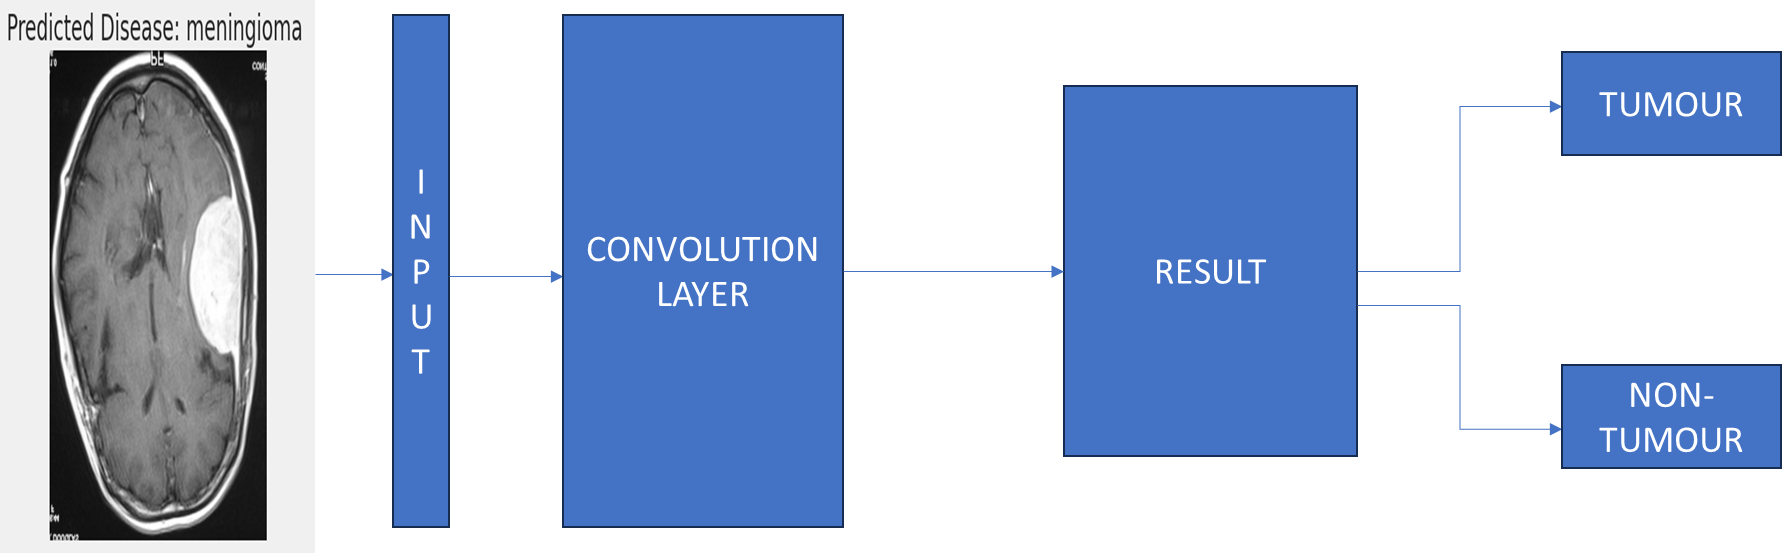 Predicted Disease: meningioma
I
N
P
U
T
CONVOLUTION
LAYER
RESULT
TUMOUR
NON-
TUMOUR